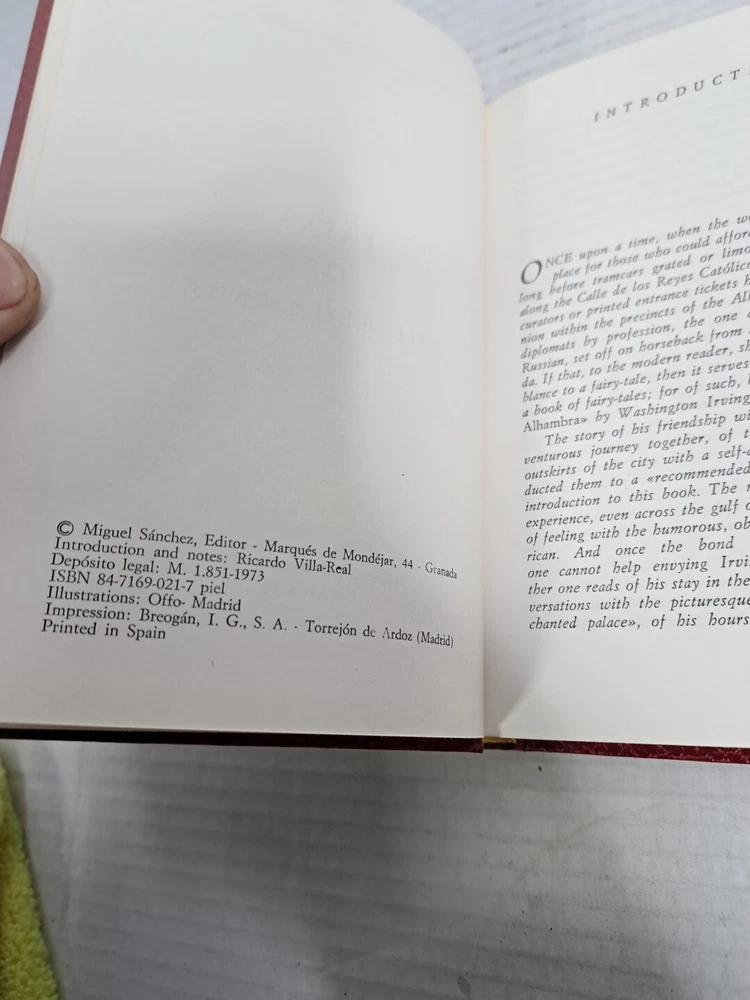 © Miguel Sánchez, Editor - Marqués de Mondéjar, 44 - Granada
Introduction and notes: Ricardo Villa-Real
Depósito legal: M. 1.851-1973
ISBN 84-7169-021-7 piel
Illustrations: Offo- Madrid
Impression: Breogán, I. G., S. A. - Torrejón de Ardoz (Madrid)
Printed in Spain
INTRODUCT
ONCE upon a time, when the
place for those who could affor
long before tramcars grated or limo
along the Calle de los Reyes Católic
curators or printed entrance tickets
nion within the precincts of the Al
diplomats by profession, the one
Russian, set off on horseback from
da. If that, to the modern reader, sh
blance to a fairy-tale, then it serves
a book of fairy-tales; for of such,
Alhambra» by Washington Irving
The story of his friendship wi
venturous journey together, of t
outskirts of the city with a self-
ducted them to a «recommended
introduction to this book. The
experience, even across the gulf
of feeling with the humorous, ob
rican. And once the bond
one cannot help envying Irvi
ther one reads of his stay in the
versations with the picturesque
chanted palace», of his hours